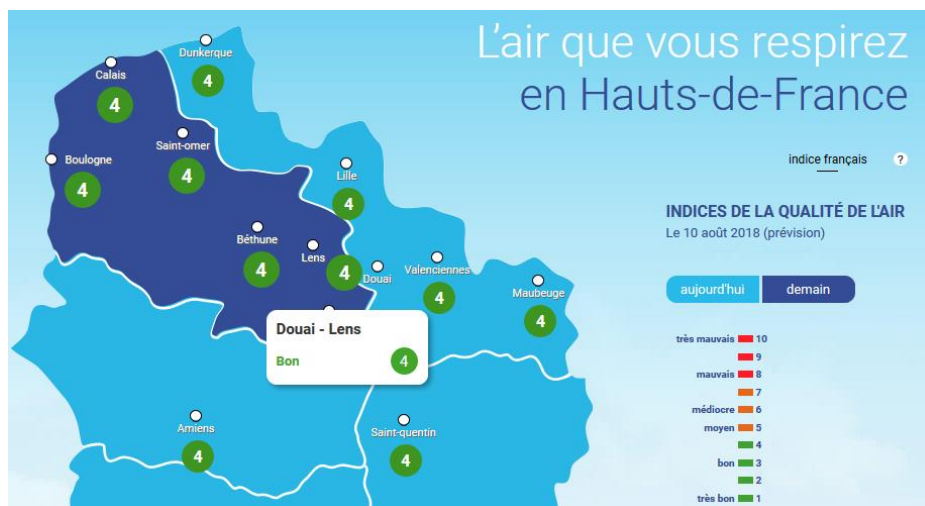 L'air que vous respirez
en Hauts-de-France
indice français ?
INDICES DE LA QUALITÉ DE L'AIR
Le 10 août 2018 (prévision)
aujourd'hui demain
très mauvais 10
9
mauvais 8
7
médiocre 6
moyen 5
4
bon 3
2
très bon 1
Dunkerque
4
Calais
4
Saint-omer
4
Boulogne
4
Lille
4
Béthune
4
Lens
4
Douai
Valenciennes
4
Maubeuge
4
Douai - Lens
Bon 4
Amiens
4
Saint-quentin
4